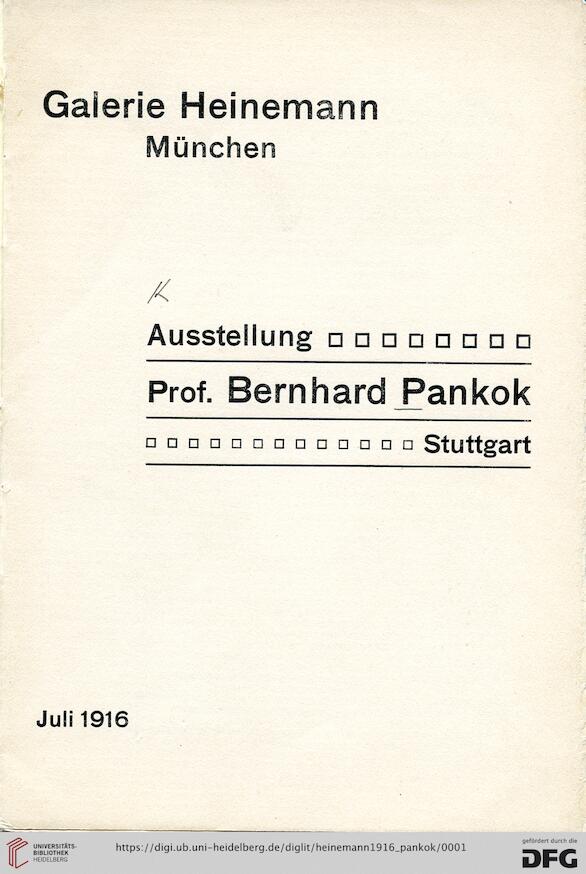 Galerie Heinemann
München
K
Ausstellung □ □ □ □ □ □ □ □
Prof. Bernhard Pankok
□ □ □ □ □ □ □ □ □ □ □ □ □ Stuttgart
Juli 1916
UNIVERSITÄTS-
BIBLIOTHEK
HEIDELBERG
https://digi.ub.uni-heidelberg.de/diglit/heinemann1916_pankok/0001
gefördert durch die
DFG